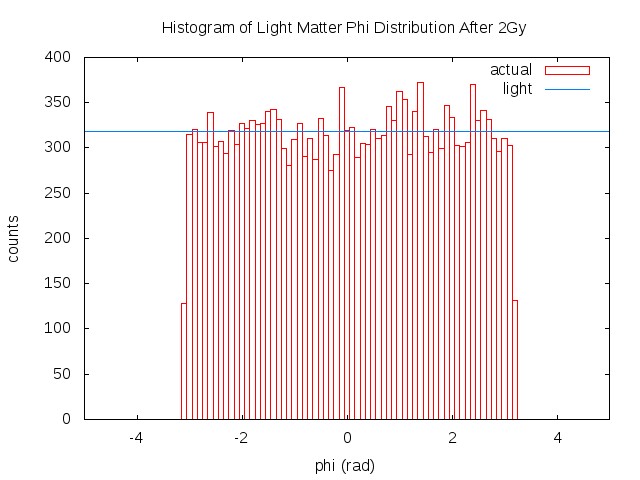 Histogram of Light Matter Phi Distribution After 2Gy
400
350
300
250
200
150
100
50
0
counts
actual
light
-4 -2 0 2 4
phi (rad)